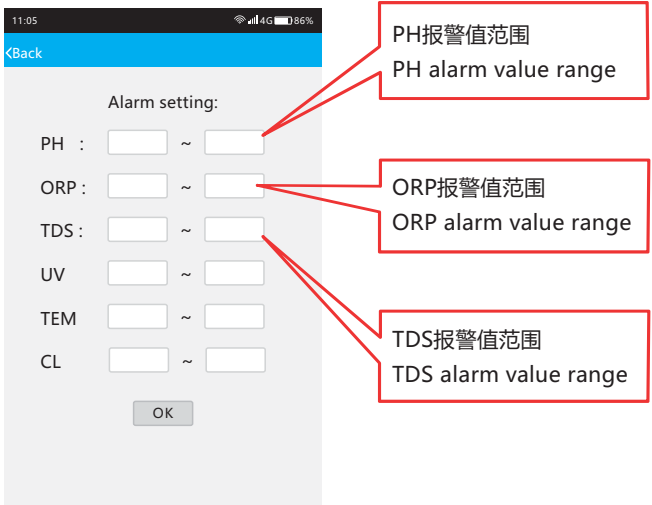 11:05 4G 86%
<Back
Alarm setting:
PH : ~
ORP : ~
TDS : ~
UV ~
TEM ~
CL ~
OK
PH报警值范围
PH alarm value range
ORP报警值范围
ORP alarm value range
TDS报警值范围
TDS alarm value range